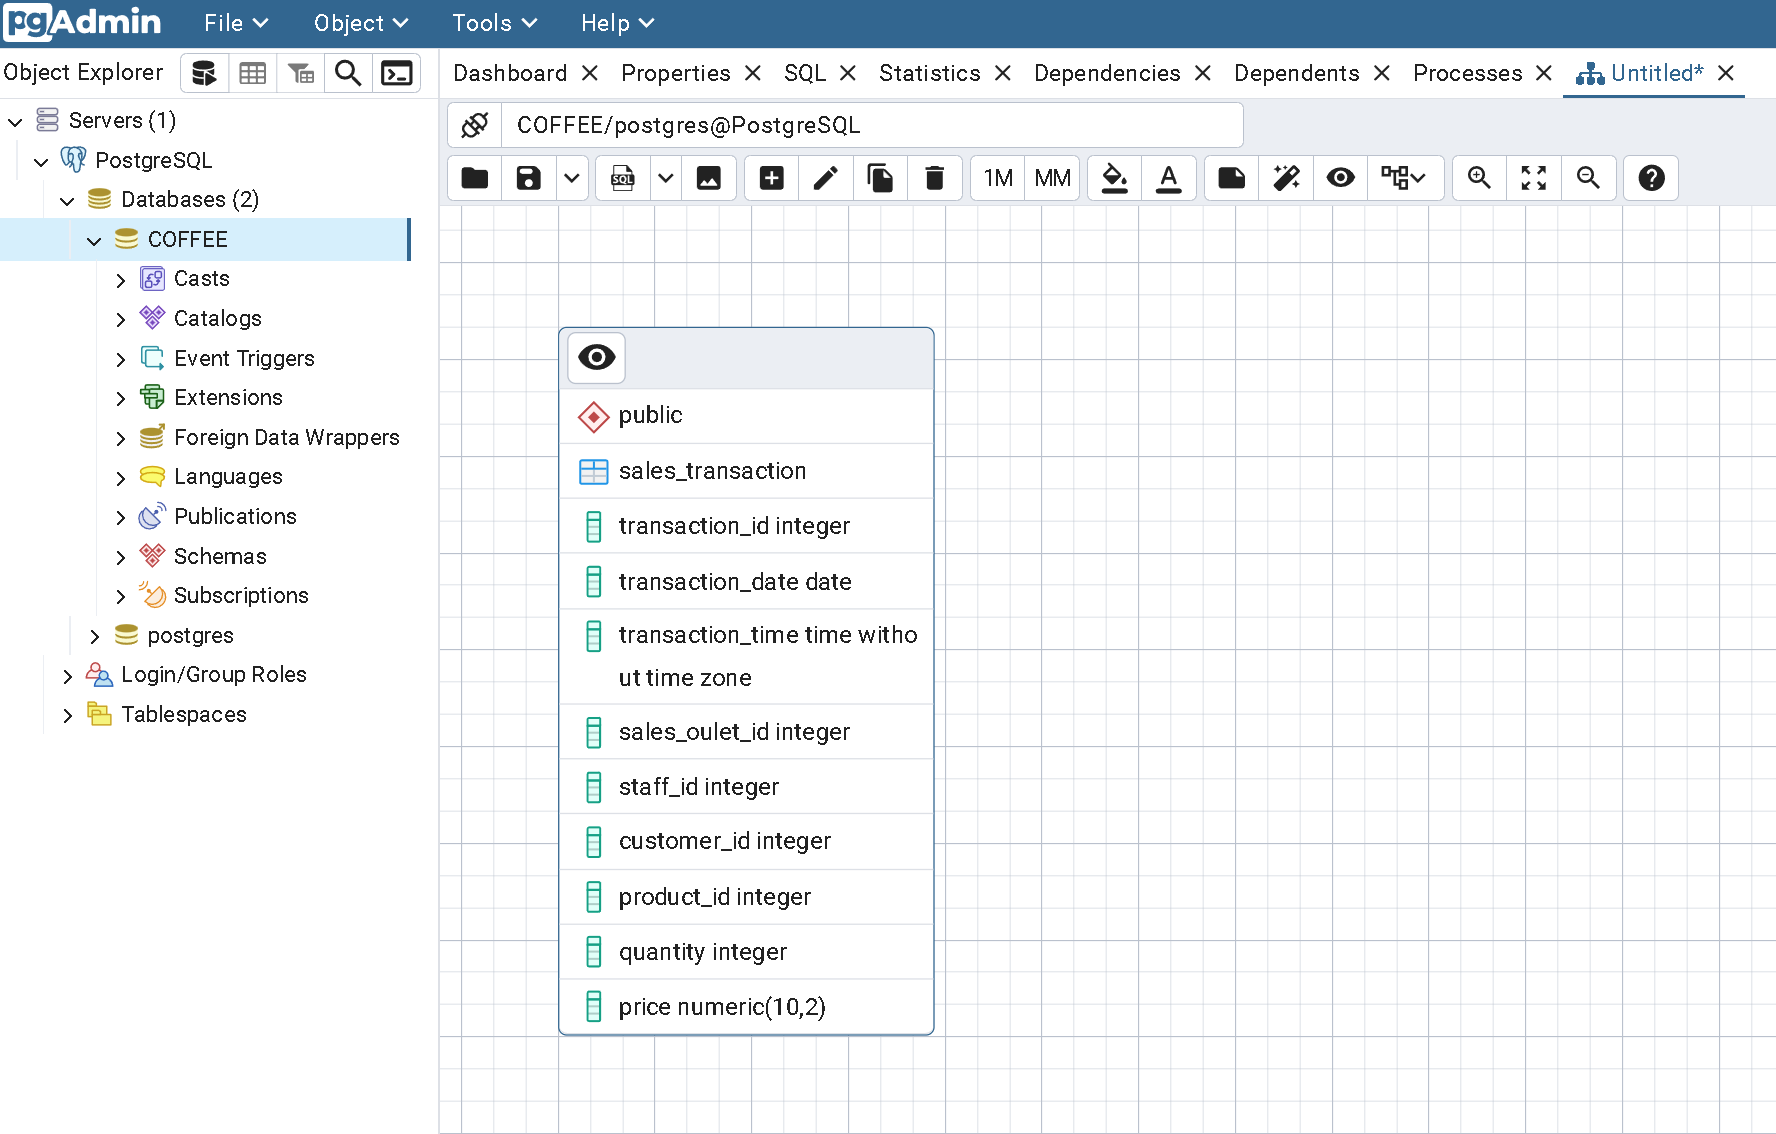 pgAdmin File Object Tools Help
Object Explorer
Dashboard Properties SQL Statistics Dependencies Dependents Processes Untitled*
COFFEE/postgres@PostgreSQL
SQL 1M MM A ?
Servers (1)
PostgreSQL
Databases (2)
COFFEE
Casts
Catalogs
Event Triggers
Extensions
Foreign Data Wrappers
Languages
Publications
Schemas
Subscriptions
postgres
Login/Group Roles
Tablespaces
public
sales_transaction
transaction_id integer
transaction_date date
transaction_time time witho
ut time zone
sales_oulet_id integer
staff_id integer
customer_id integer
product_id integer
quantity integer
price numeric(10,2)